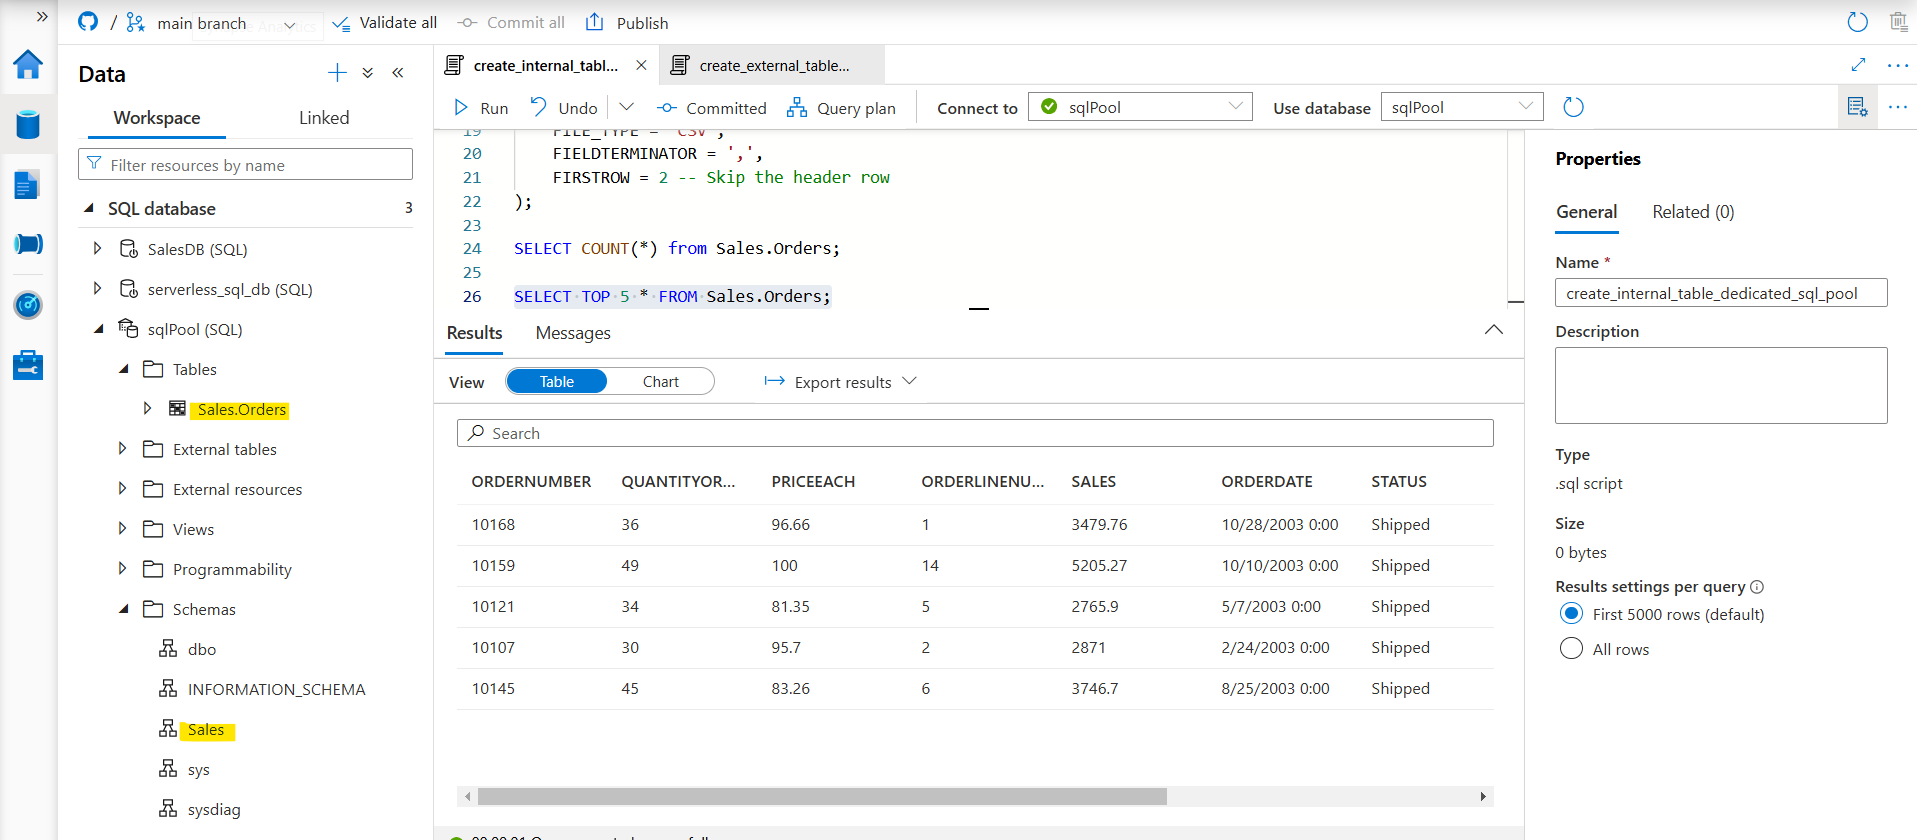 / main branch Validate all Commit all Publish
Data
Workspace Linked
Filter resources by name
SQL database 3
SalesDB (SQL)
serverless_sql_db (SQL)
sqlPool (SQL)
Tables
Sales.Orders
External tables
External resources
Views
Programmability
Schemas
dbo
INFORMATION_SCHEMA
Sales
sys
sysdiag
create_internal_tabl... create_external_table...
Run Undo Committed Query plan Connect to sqlPool Use database sqlPool
19 FILE_TYPE = 'CSV',
20 FIELDTERMINATOR = ',',
21 FIRSTROW = 2 -- Skip the header row
22 );
23
24 SELECT COUNT(*) from Sales.Orders;
25
26 SELECT TOP 5 * FROM Sales.Orders;
Results Messages
View Table Chart Export results
Search
ORDERNUMBER QUANTITYOR... PRICEEACH ORDERLINENU... SALES ORDERDATE STATUS
10168 36 96.66 1 3479.76 10/28/2003 0:00 Shipped
10159 49 100 14 5205.27 10/10/2003 0:00 Shipped
10121 34 81.35 5 2765.9 5/7/2003 0:00 Shipped
10107 30 95.7 2 2871 2/24/2003 0:00 Shipped
10145 45 83.26 6 3746.7 8/25/2003 0:00 Shipped
Properties
General Related (0)
Name *
create_internal_table_dedicated_sql_pool
Description
Type
.sql script
Size
0 bytes
Results settings per query
First 5000 rows (default)
All rows